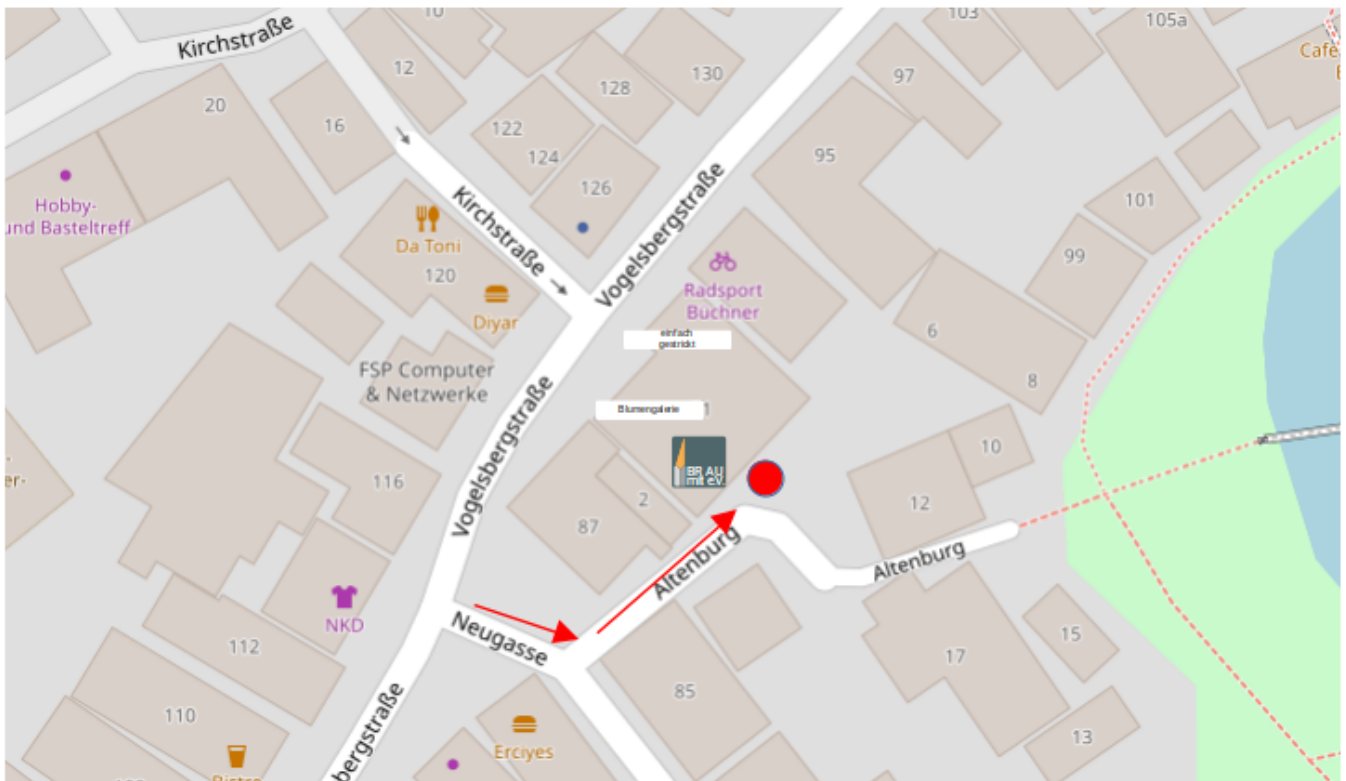 10
103
105a
Kirchstraße
12
130
97
Cafe
128
20
16
122
124
95
126
Hobby-
und Basteltreff
Kirchstraße
Vogelsbergstraße
101
Da Toni
120
99
Radsport
Büchner
Diyar
einfach
gestrickt
6
FSP Computer
& Netzwerke
8
Blumengalerie
1
Vogelsbergstraße
10
BRAU
mit e.V.
116
2
12
87
Altenburg
Altenburg
NKD
Neugasse
15
112
17
85
110
13
Erciyes
bergstraße